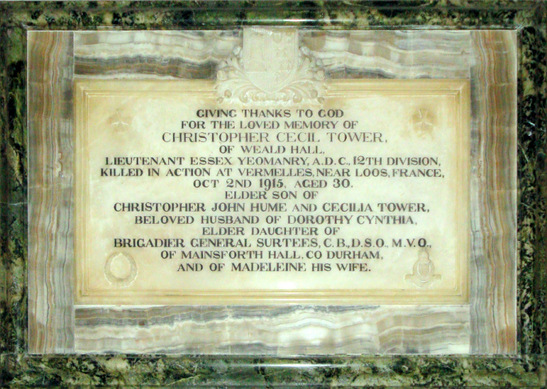 GIVING THANKS TO GOD
FOR THE LOVED MEMORY OF
CHRISTOPHER CECIL TOWER,
OF WEALD HALL,
LIEUTENANT ESSEX YEOMANRY, A.D.C. 12TH DIVISION,
KILLED IN ACTION AT VERMELLES, NEAR LOOS, FRANCE,
OCT 2ND 1915. AGED 30.
ELDER SON OF
CHRISTOPHER JOHN HUME AND CECILIA TOWER,
BELOVED HUSBAND OF DOROTHY CYNTHIA.
ELDER DAUGHTER OF
BRIGADIER GENERAL SURTEES, C.B., D.S.O., M.V.O.,
OF MAINSFORTH HALL. CO DURHAM.
AND OF MADELEINE HIS WIFE.